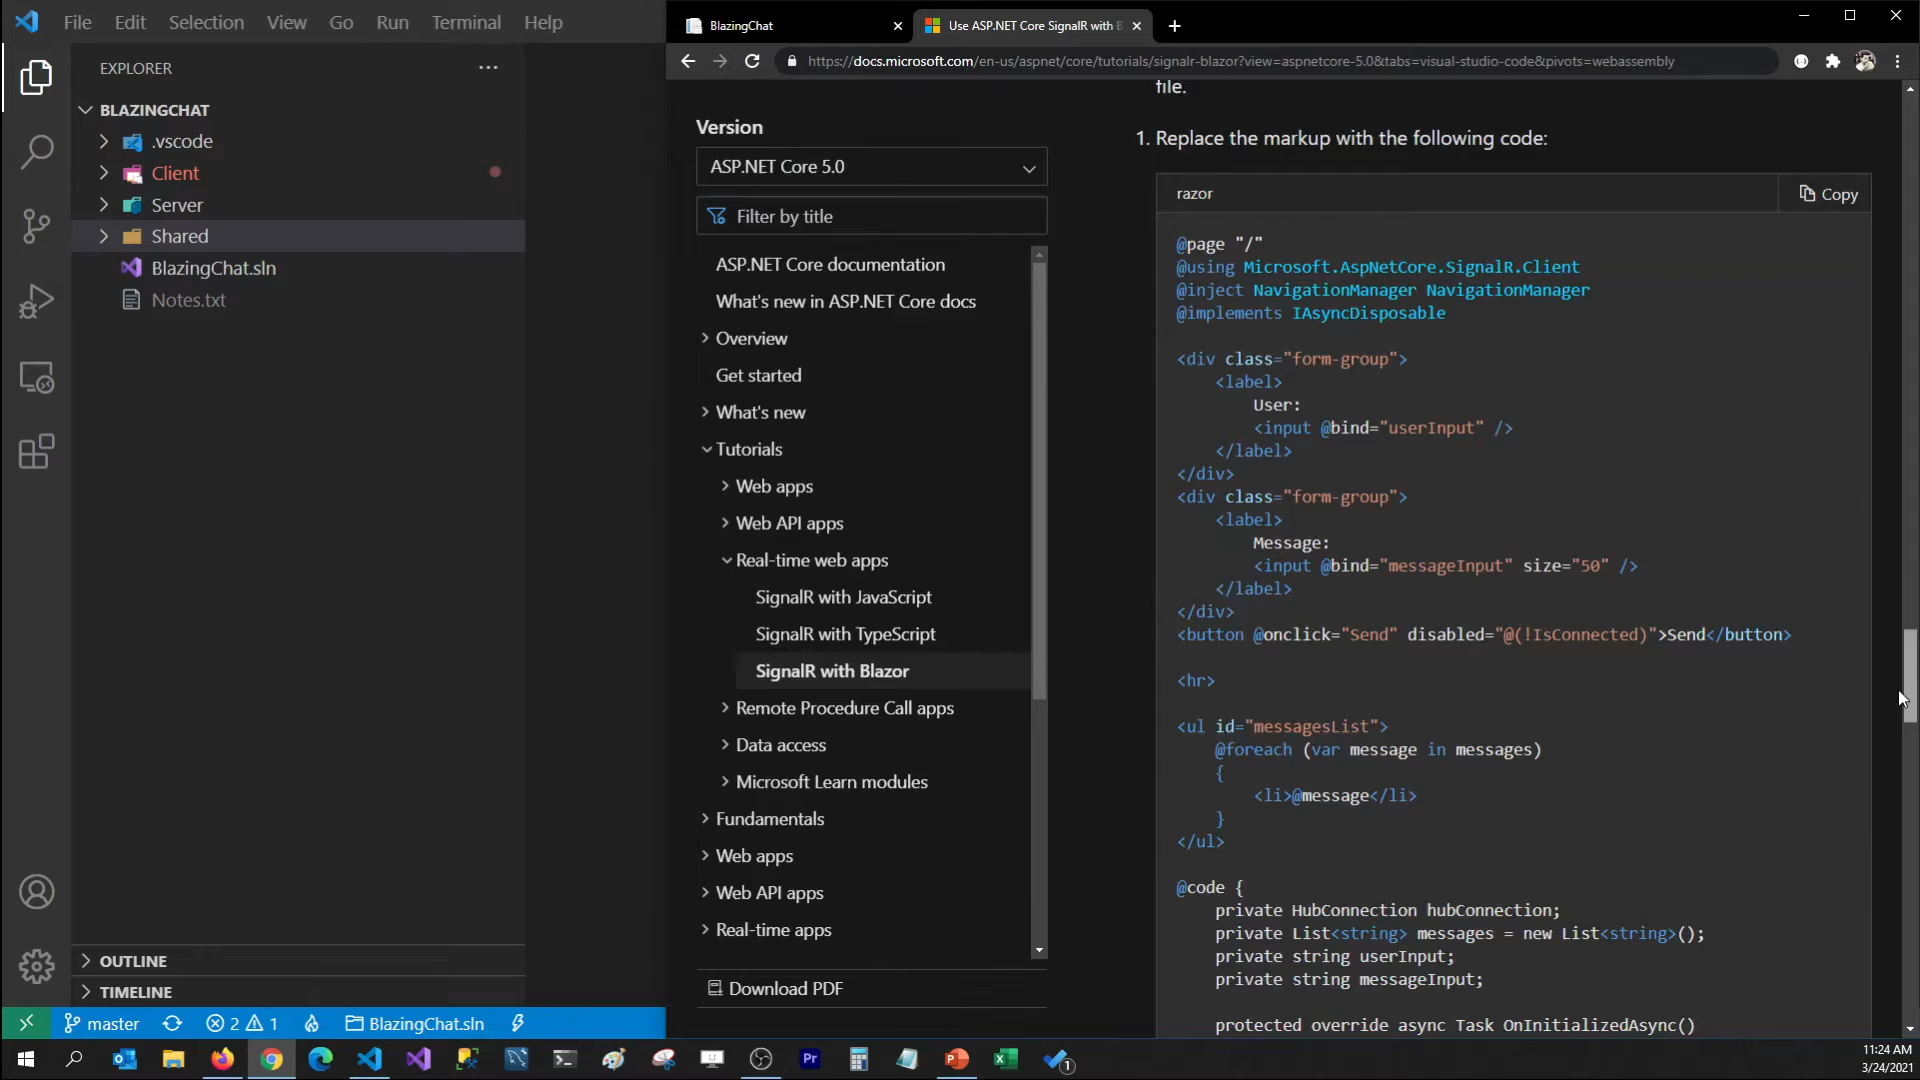 File Edit Selection View Go Run Terminal Help
EXPLORER
BLAZINGCHAT
.vscode
Client
Server
Shared
BlazingChat.sln
Notes.txt
OUTLINE
TIMELINE
master
2
1
BlazingChat.sln
BlazingChat
Use ASP.NET Core SignalR with B
https://docs.microsoft.com/en-us/aspnet/core/tutorials/signalr-blazor?view=aspnetcore-5.0&tabs=visual-studio-code&pivots=webassembly
Version
ASP.NET Core 5.0
Filter by title
ASP.NET Core documentation
What's new in ASP.NET Core docs
Overview
Get started
What's new
Tutorials
Web apps
Web API apps
Real-time web apps
SignalR with JavaScript
SignalR with TypeScript
SignalR with Blazor
Remote Procedure Call apps
Data access
Microsoft Learn modules
Fundamentals
Web apps
Web API apps
Real-time apps
Download PDF
file.
1. Replace the markup with the following code:
razor
Copy
@page "/"
@using Microsoft.AspNetCore.SignalR.Client
@inject NavigationManager NavigationManager
@implements IAsyncDisposable
<div class="form-group">
<label>
User:
<input @bind="userInput" />
</label>
</div>
<div class="form-group">
<label>
Message:
<input @bind="messageInput" size="50" />
</label>
</div>
<button @onclick="Send" disabled="@(!IsConnected)">Send</button>
<hr>
<ul id="messagesList">
@foreach (var message in messages)
{
<li>@message</li>
}
</ul>
@code {
private HubConnection hubConnection;
private List<string> messages = new List<string>();
private string userInput;
private string messageInput;
protected override async Task OnInitializedAsync()
Pr
1
11:24 AM
3/24/2021